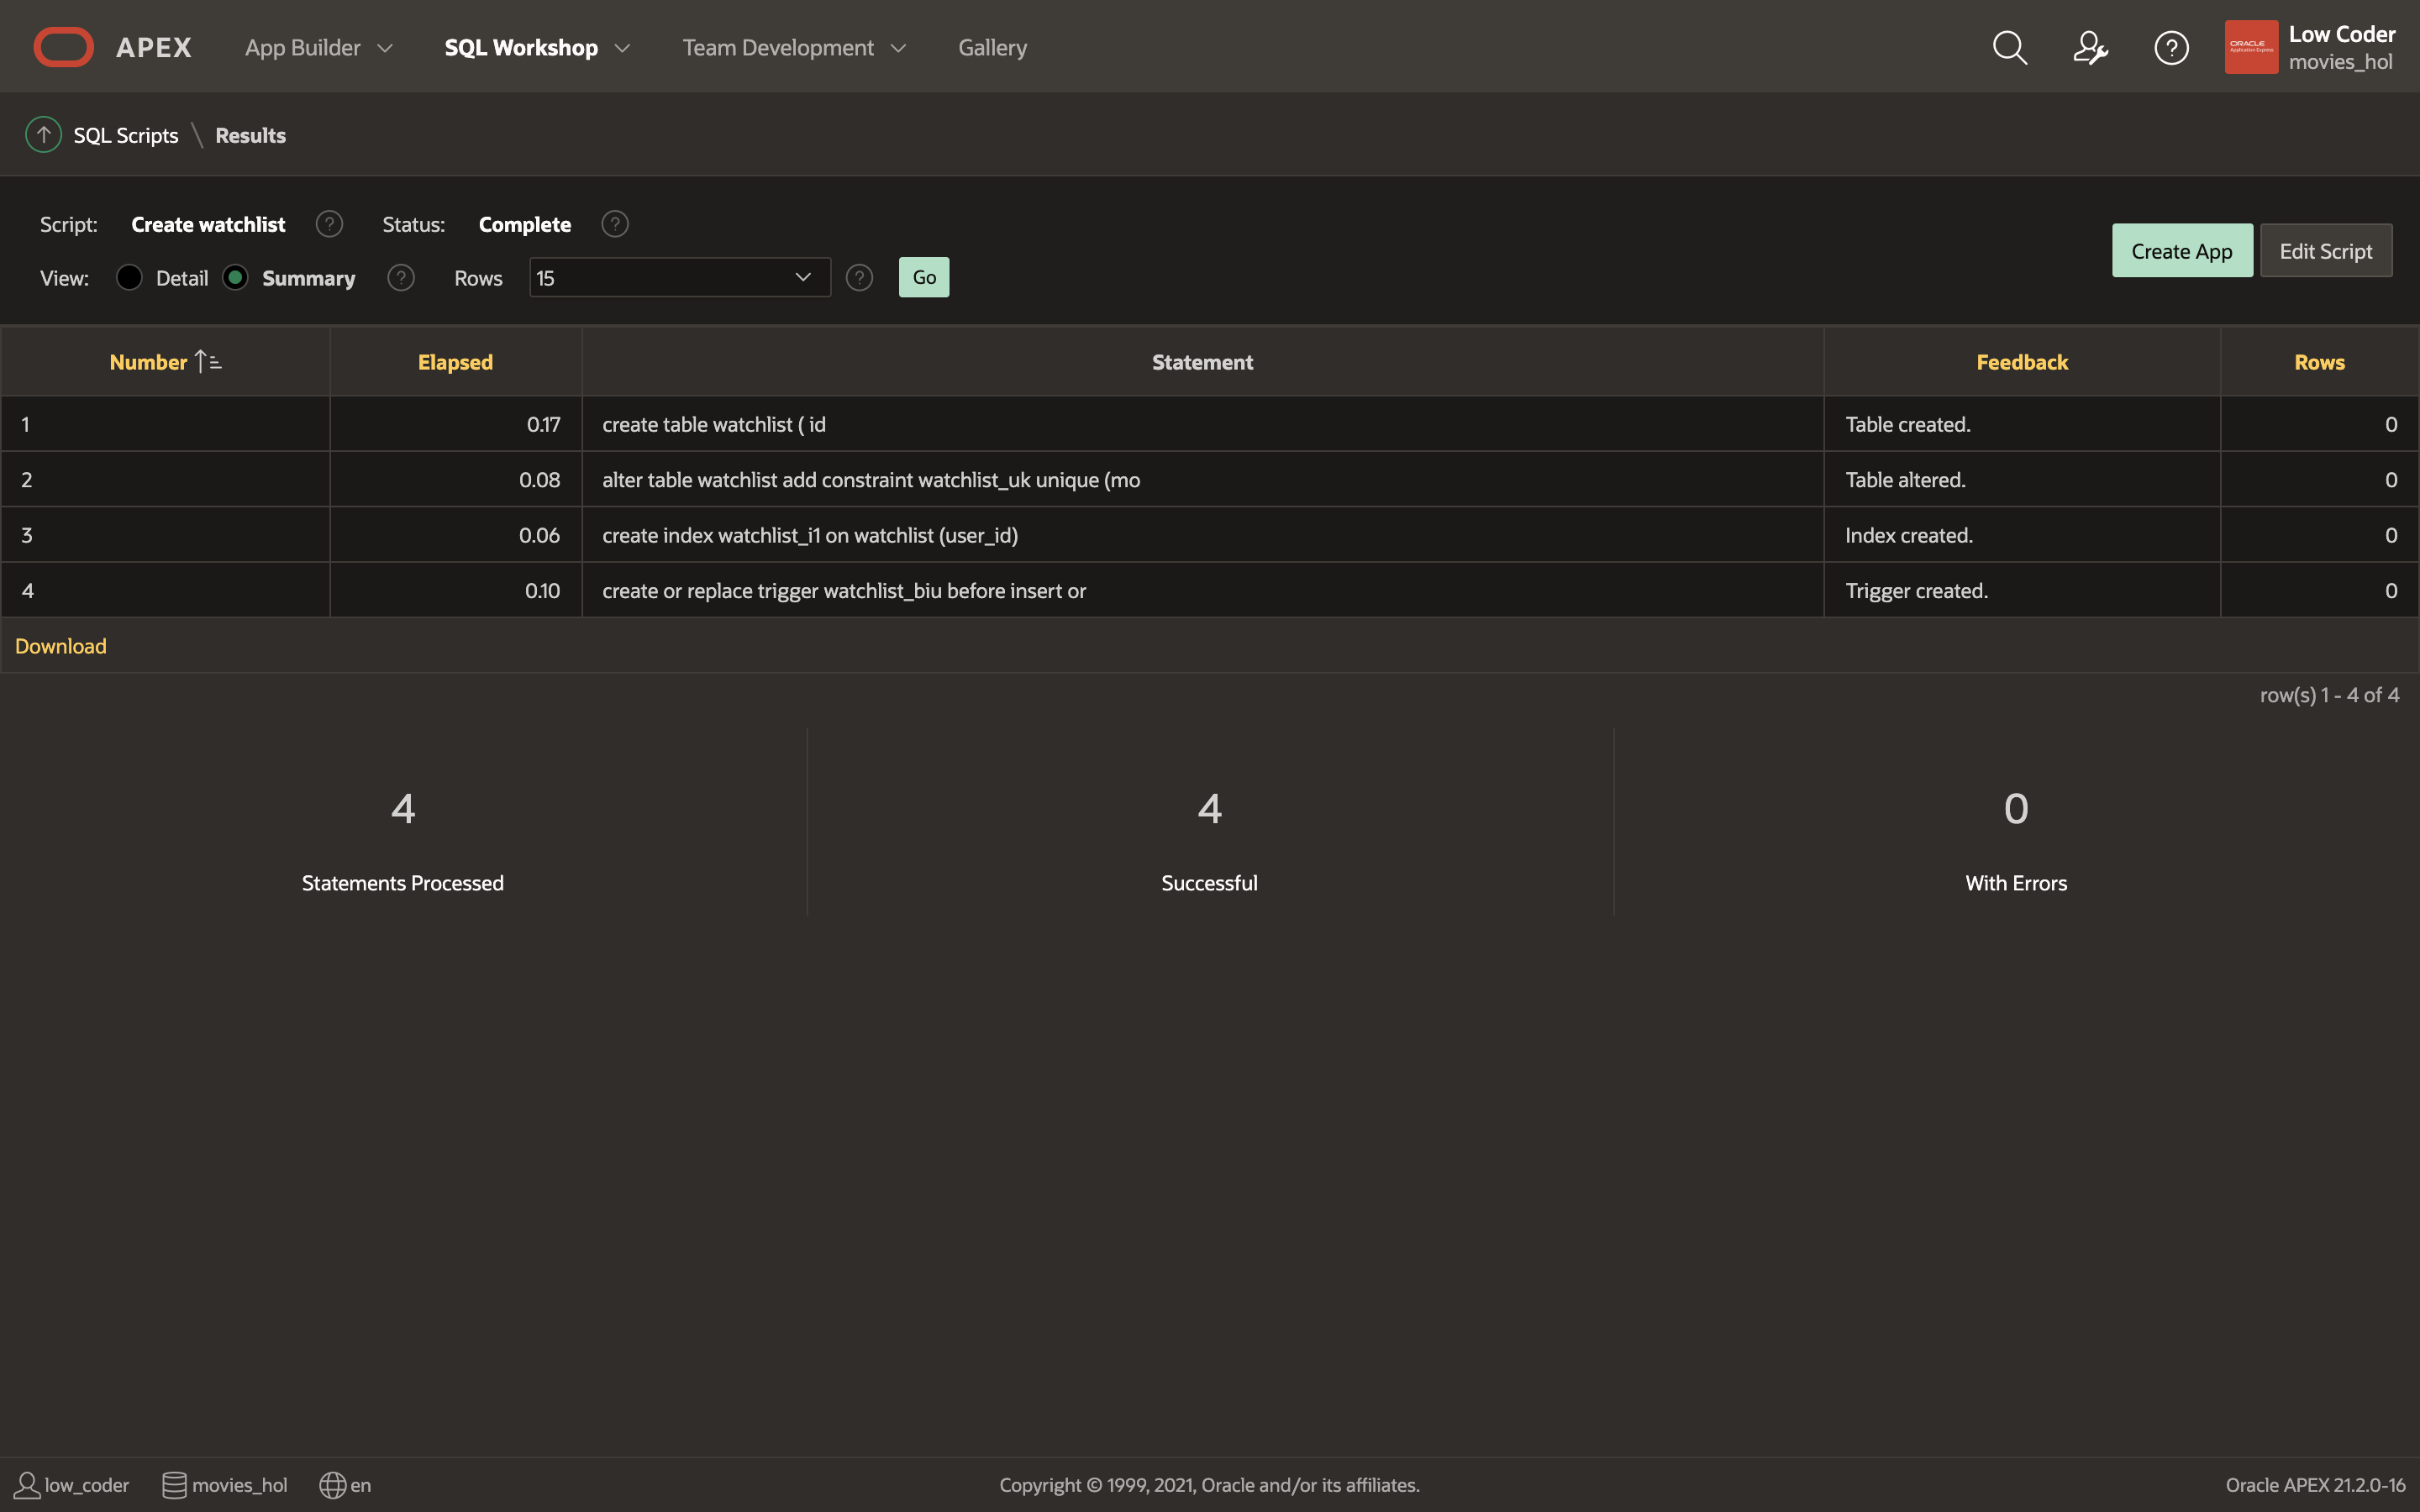 APEX App Builder SQL Workshop Team Development Gallery
ORACLE
Application Express
Low Coder
movies_hol
SQL Scripts \ Results
Script: Create watchlist ? Status: Complete ?
View: Detail Summary ? Rows 15 ? Go
Create App Edit Script
Number Elapsed Statement Feedback Rows
1 0.17 create table watchlist ( id Table created. 0
2 0.08 alter table watchlist add constraint watchlist_uk unique (mo Table altered. 0
3 0.06 create index watchlist_i1 on watchlist (user_id) Index created. 0
4 0.10 create or replace trigger watchlist_biu before insert or Trigger created. 0
Download
row(s) 1 - 4 of 4
4 4 0
Statements Processed Successful With Errors
low_coder movies_hol en Copyright © 1999, 2021, Oracle and/or its affiliates. Oracle APEX 21.2.0-16